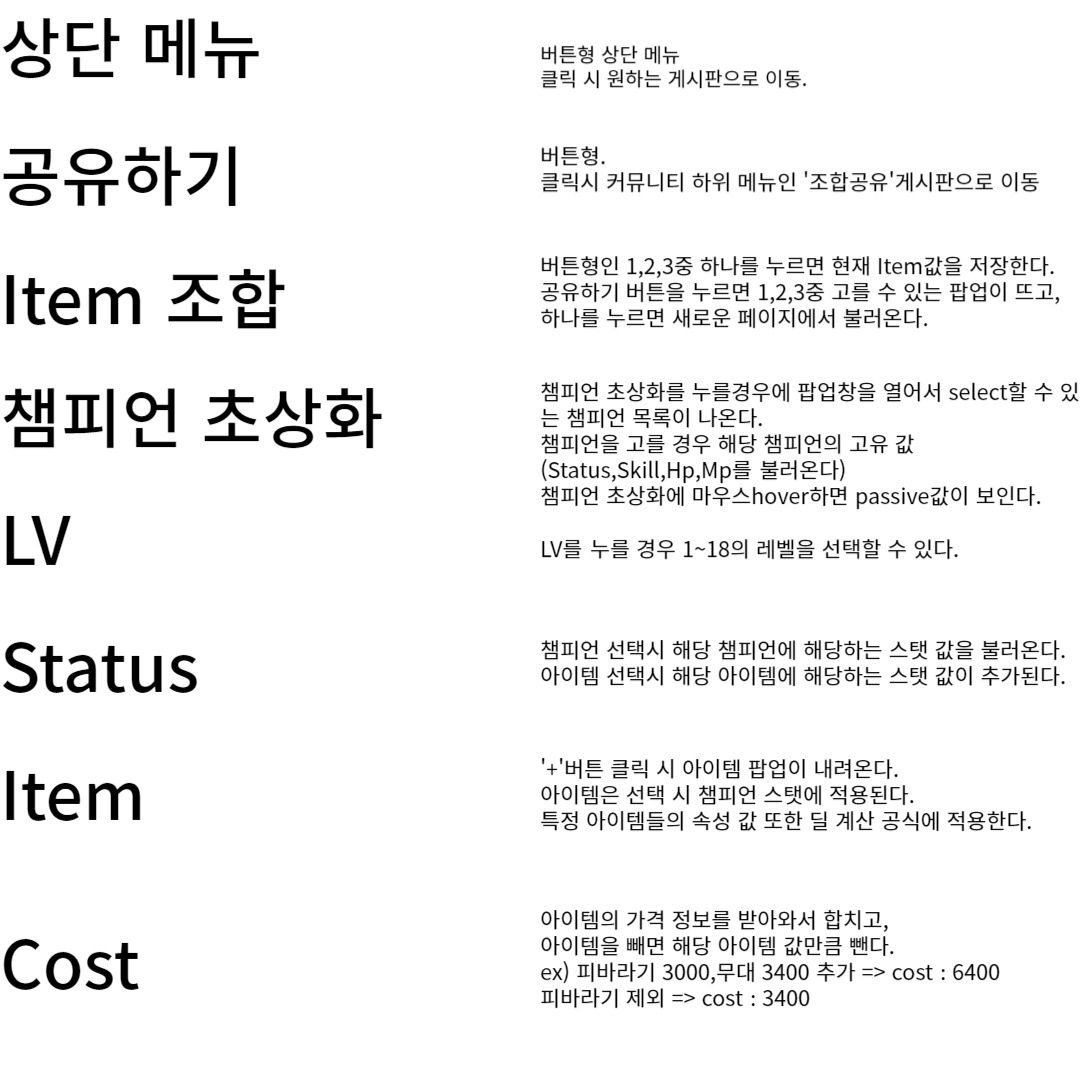 상단 메뉴
버튼형 상단 메뉴
클릭 시 원하는 게시판으로 이동.
공유하기
버튼형.
클릭시 커뮤니티 하위 메뉴인 '조합공유'게시판으로 이동
Item 조합
버튼형인 1,2,3중 하나를 누르면 현재 Item값을 저장한다.
공유하기 버튼을 누르면 1,2,3중 고를 수 있는 팝업이 뜨고,
하나를 누르면 새로운 페이지에서 불러온다.
챔피언 초상화
챔피언 초상화를 누를경우에 팝업창을 열어서 select할 수 있
는 챔피언 목록이 나온다.
챔피언을 고를 경우 해당 챔피언의 고유 값
(Status,Skill,Hp,Mp를 불러온다)
챔피언 초상화에 마우스hover하면 passive값이 보인다.
LV
LV를 누를 경우 1~18의 레벨을 선택할 수 있다.
Status
챔피언 선택시 해당 챔피언에 해당하는 스탯 값을 불러온다.
아이템 선택시 해당 아이템에 해당하는 스탯 값이 추가된다.
Item
'+'버튼 클릭 시 아이템 팝업이 내려온다.
아이템은 선택 시 챔피언 스탯에 적용된다.
특정 아이템들의 속성 값 또한 딜 계산 공식에 적용한다.
Cost
아이템의 가격 정보를 받아와서 합치고,
아이템을 빼면 해당 아이템 값만큼 뺀다.
ex) 피바라기 3000,무대 3400 추가 => cost : 6400
피바라기 제외 => cost : 3400